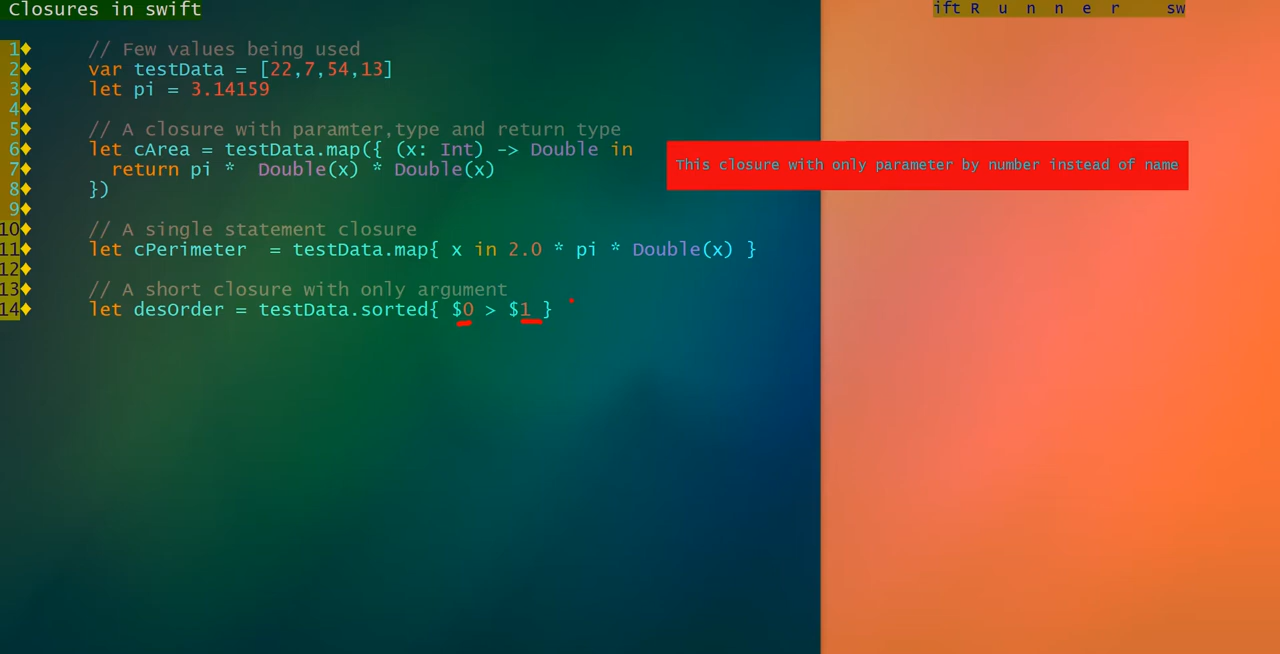 Closures in swift
ift R u n n e r sw
1 // Few values being used
2 var testData = [22,7,54,13]
3 let pi = 3.14159
4
5 // A closure with paramter,type and return type
6 let cArea = testData.map({ (x: Int) -> Double in
7 return pi * Double(x) * Double(x)
8 })
9
10 // A single statement closure
11 let cPerimeter = testData.map{ x in 2.0 * pi * Double(x) }
12
13 // A short closure with only argument
14 let desOrder = testData.sorted{ $0 > $1 }
This closure with only parameter by number instead of name